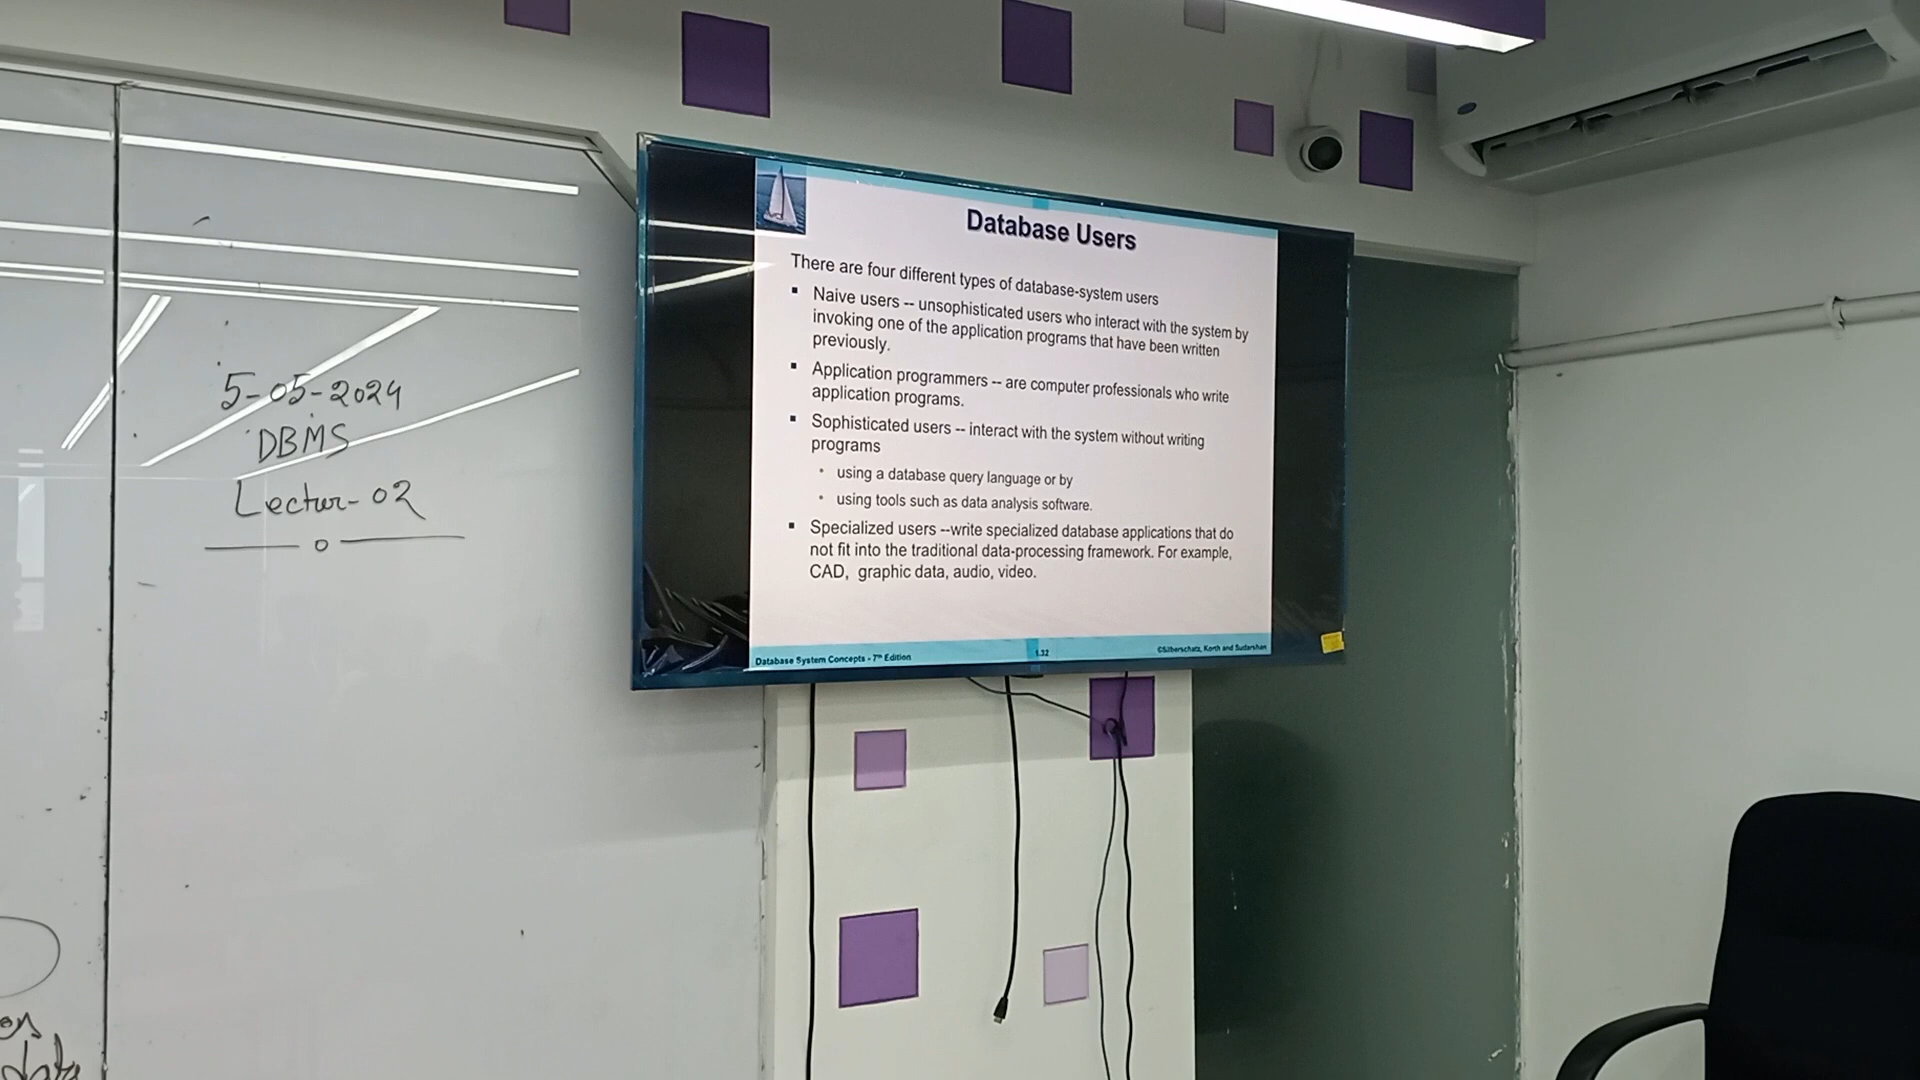 5-05-2024
DBMS
Lectur-02
Database Users
There are four different types of database-system users
▪ Naive users -- unsophisticated users who interact with the system by
invoking one of the application programs that have been written
previously.
▪ Application programmers -- are computer professionals who write
application programs.
▪ Sophisticated users -- interact with the system without writing
programs
• using a database query language or by
• using tools such as data analysis software.
▪ Specialized users --write specialized database applications that do
not fit into the traditional data-processing framework. For example,
CAD, graphic data, audio, video.
Database System Concepts - 7th Edition
1.32
©Silberschatz, Korth and Sudarshan
data